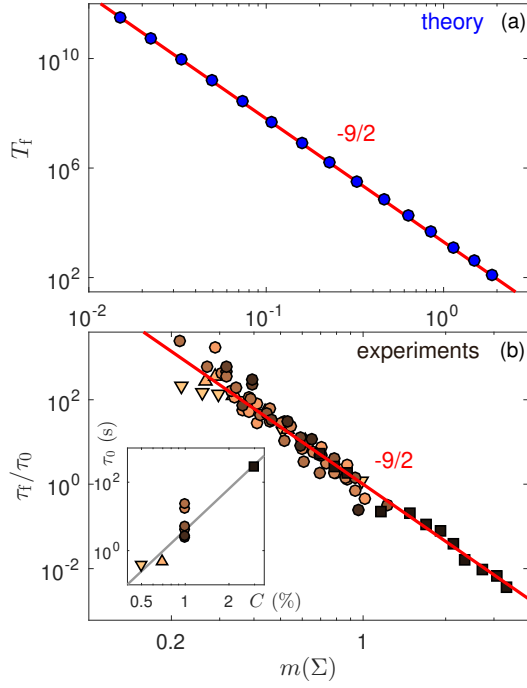 theory (a)
10^10
10^6
10^2
T_f
-9/2
10^-2 10^-1 10^0
experiments (b)
10^2
10^0
10^-2
τ_f/τ_0
-9/2
τ_0 (s)
10^2
10^0
0.5 1 2 C (%)
0.2 1
m(Σ)